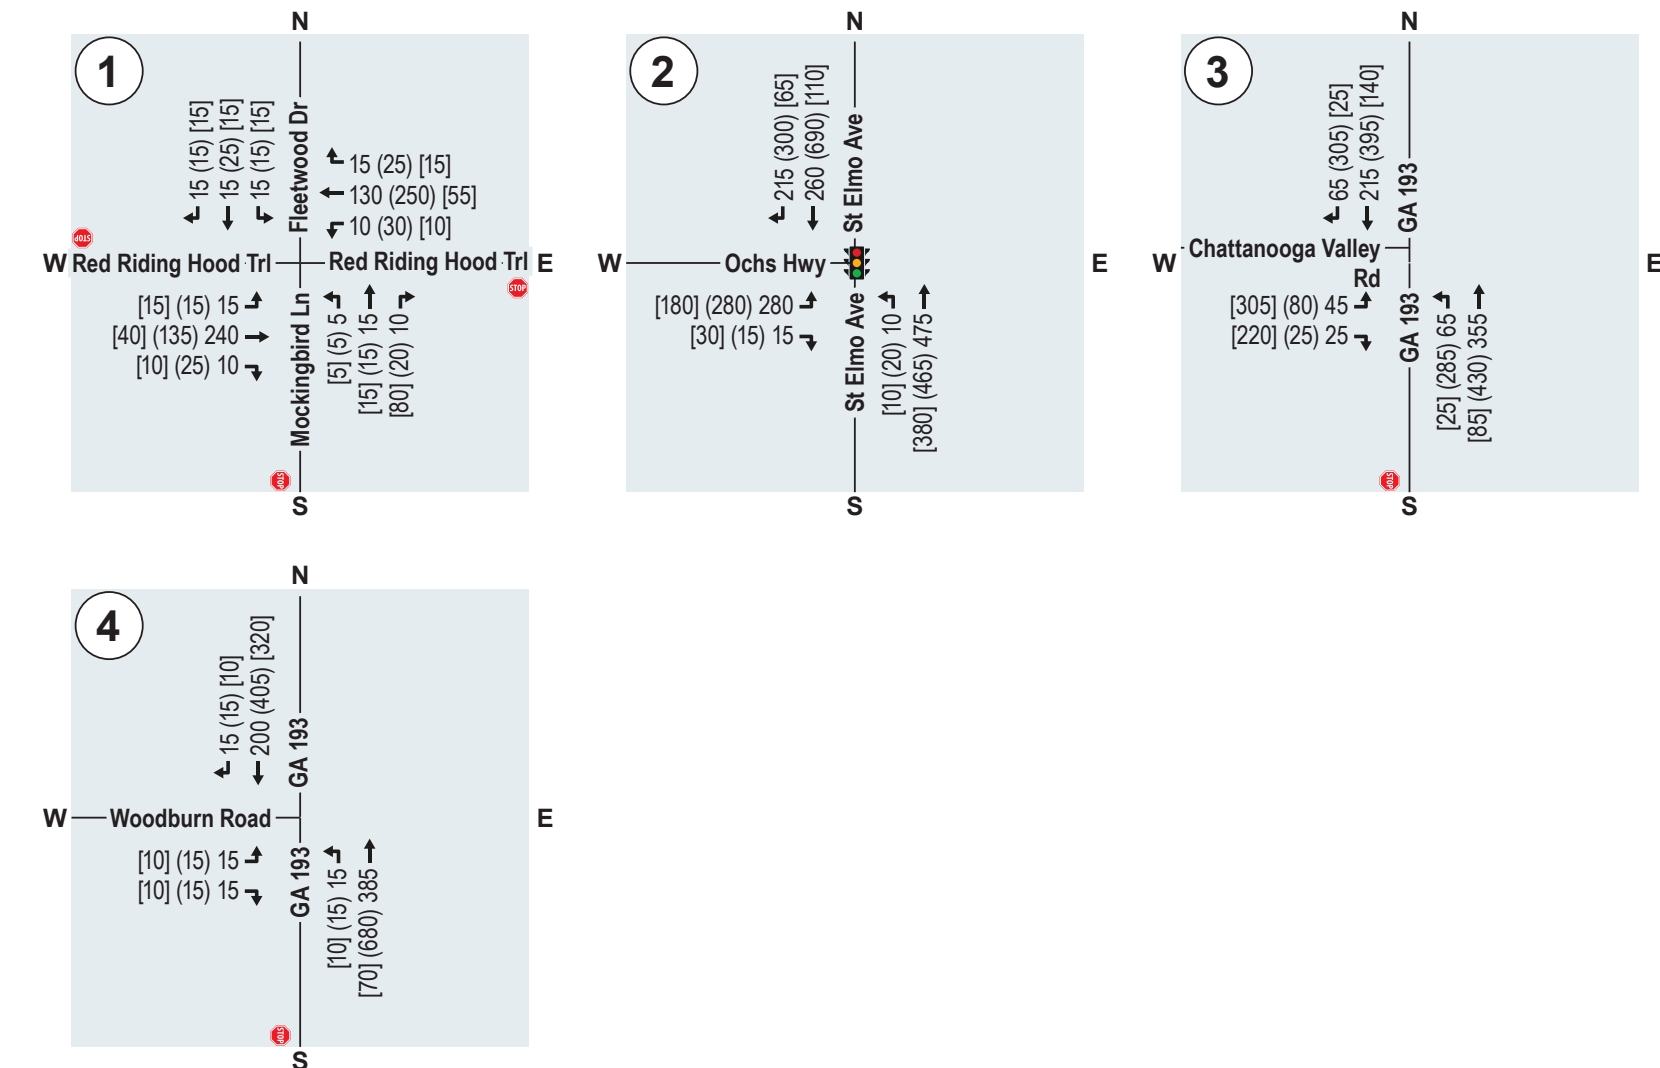 N
1
15 (15) [15]
15 (25) [15]
15 (15) [15]
Fleetwood Dr
15 (25) [15]
130 (250) [55]
10 (30) [10]
STOP
W Red Riding Hood Trl
Red Riding Hood Trl E
STOP
[15] (15) 15
[40] (135) 240
[10] (25) 10
Mockingbird Ln
[5] (5) 5
[15] (15) 15
[80] (20) 10
STOP
S
N
2
215 (300) [65]
260 (690) [110]
St Elmo Ave
W
Ochs Hwy
E
[180] (280) 280
[30] (15) 15
St Elmo Ave
[10] (20) 10
[380] (465) 475
S
N
3
65 (305) [25]
215 (395) [140]
GA 193
W
Chattanooga Valley
Rd
E
[305] (80) 45
[220] (25) 25
GA 193
[25] (285) 65
[85] (430) 355
STOP
S
N
4
15 (15) [10]
200 (405) [320]
GA 193
W
Woodburn Road
E
[10] (15) 15
[10] (15) 15
GA 193
[10] (15) 15
[70] (680) 385
STOP
S